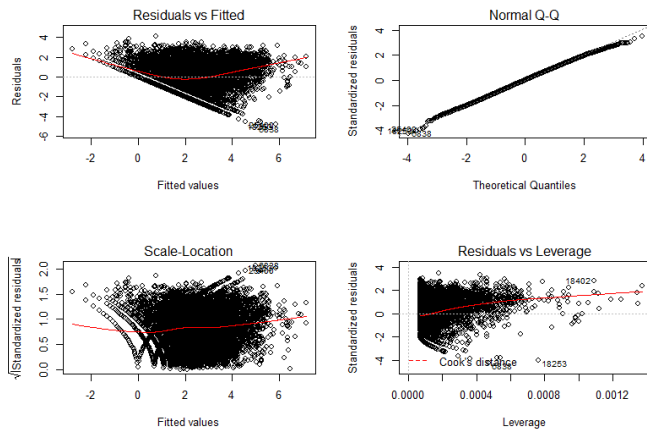 Residuals vs Fitted
Residuals
-6 -4 -2 0 2 4
-2 0 2 4 6
Fitted values
Normal Q-Q
Standardized residuals
-4 -2 0 2 4
-4 -2 0 2 4
Theoretical Quantiles
Scale-Location
√|Standardized residuals|
0.0 0.5 1.0 1.5 2.0
-2 0 2 4 6
Fitted values
Residuals vs Leverage
Standardized residuals
-4 -2 0 2 4
18402
18253
Cook's distance
0.0000 0.0004 0.0008 0.0012
Leverage